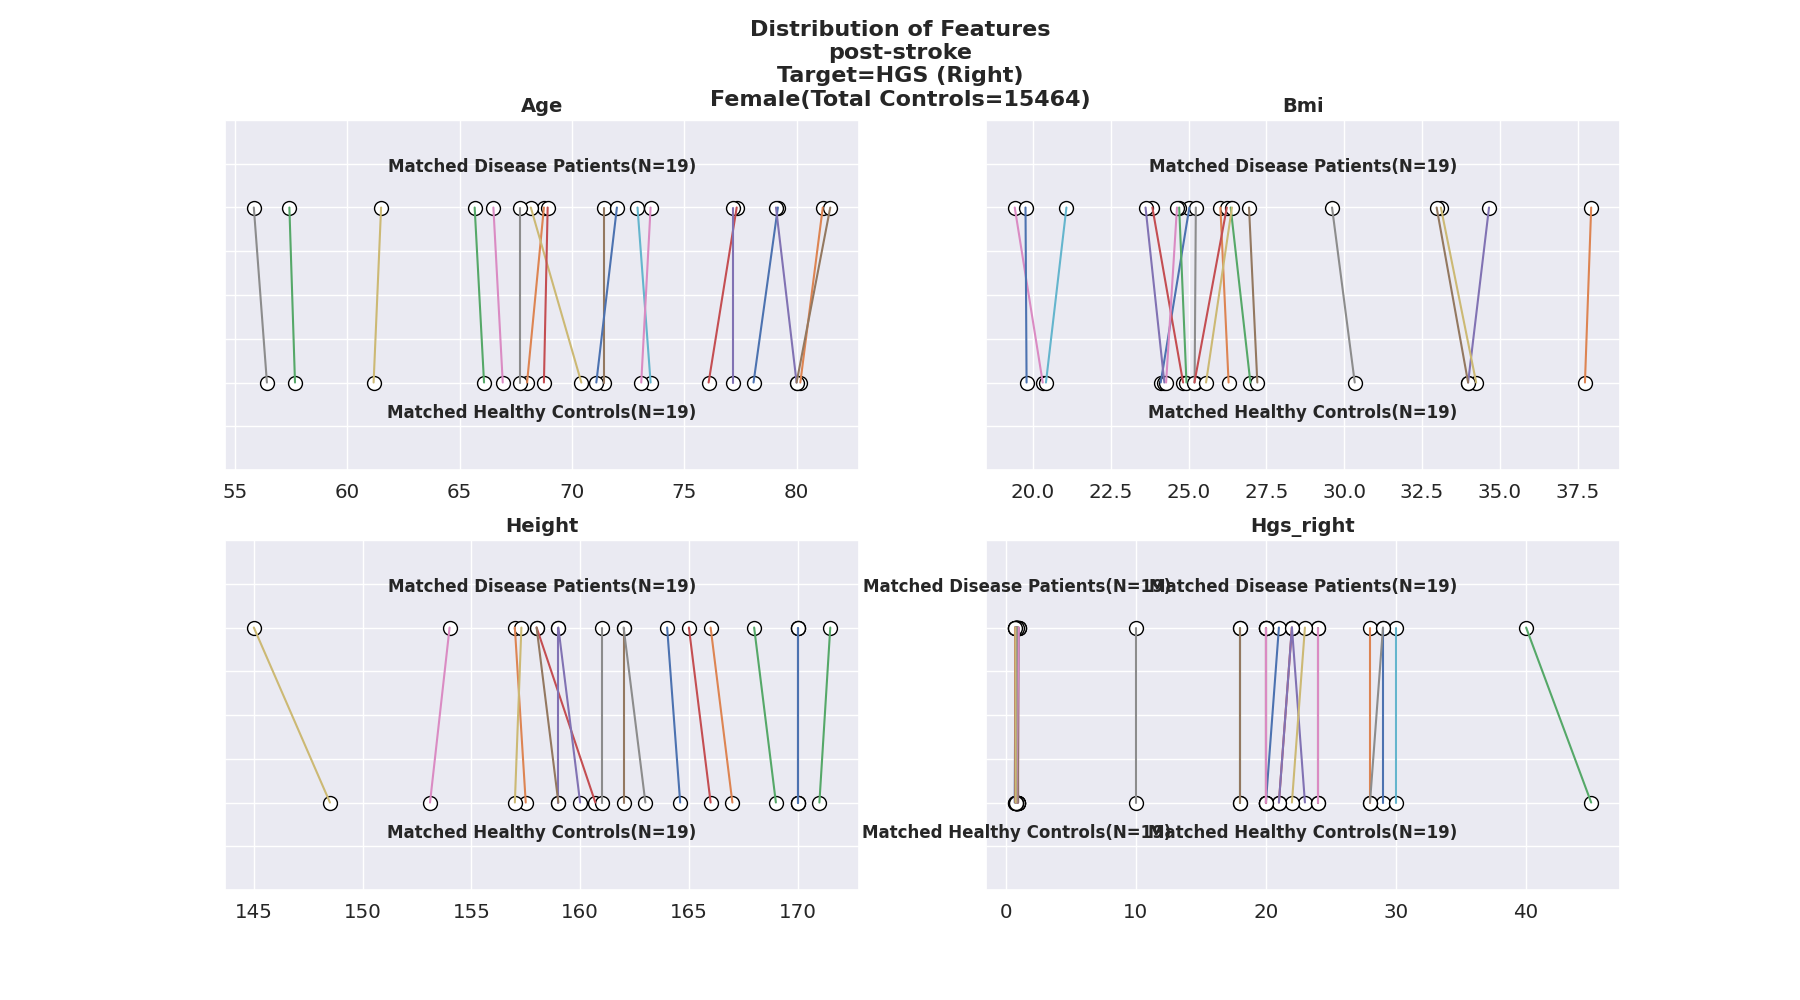 Distribution of Features
post-stroke
Target=HGS (Right)
Female(Total Controls=15464)
Age
Matched Disease Patients(N=19)
Matched Healthy Controls(N=19)
55 60 65 70 75 80
Bmi
Matched Disease Patients(N=19)
Matched Healthy Controls(N=19)
20.0 22.5 25.0 27.5 30.0 32.5 35.0 37.5
Height
Matched Disease Patients(N=19)
Matched Healthy Controls(N=19)
145 150 155 160 165 170
Hgs_right
Matched Disease Patients(N=19)
Matched Disease Patients(N=19)
Matched Healthy Controls(N=19)
Matched Healthy Controls(N=19)
0 10 20 30 40